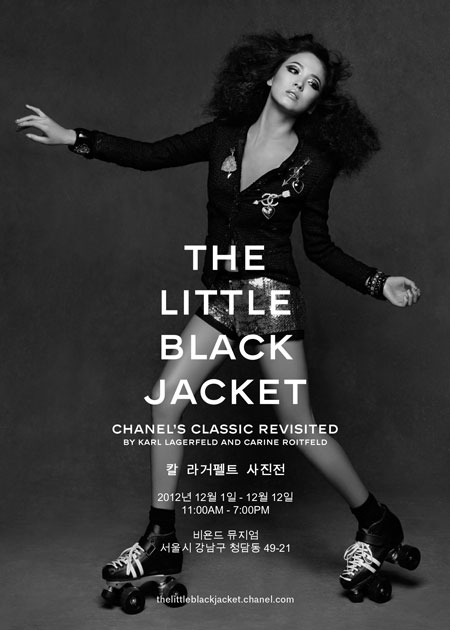 THE
LITTLE
BLACK
JACKET
CHANEL'S CLASSIC REVISITED
BY KARL LAGERFELD AND CARINE ROITFELD
칼 라거펠트 사진전
2012년 12월 1일 - 12월 12일
11:00AM - 7:00PM
비욘드 뮤지엄
서울시 강남구 청담동 49-21
thelittleblackjacket.chanel.com